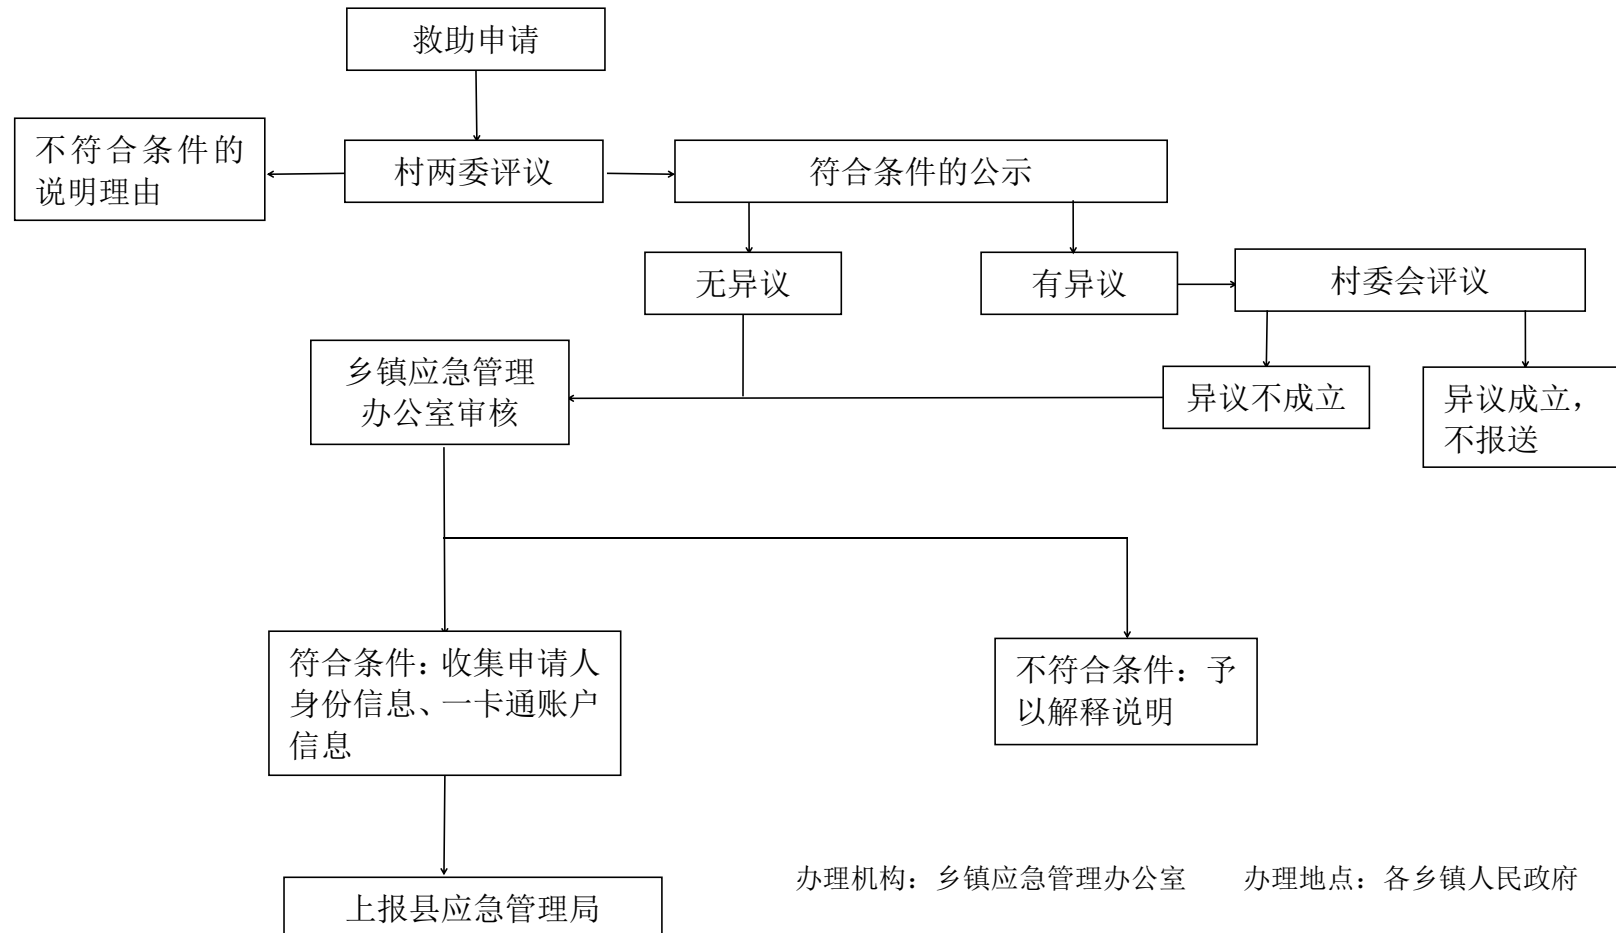 救助申请
不符合条件的
说明理由
村两委评议
符合条件的公示
无异议
有异议
村委会评议
乡镇应急管理
办公室审核
异议不成立
异议成立，
不报送
符合条件：收集申请人
身份信息、一卡通账户
信息
不符合条件：予
以解释说明
办理机构：乡镇应急管理办公室 办理地点：各乡镇人民政府
上报县应急管理局